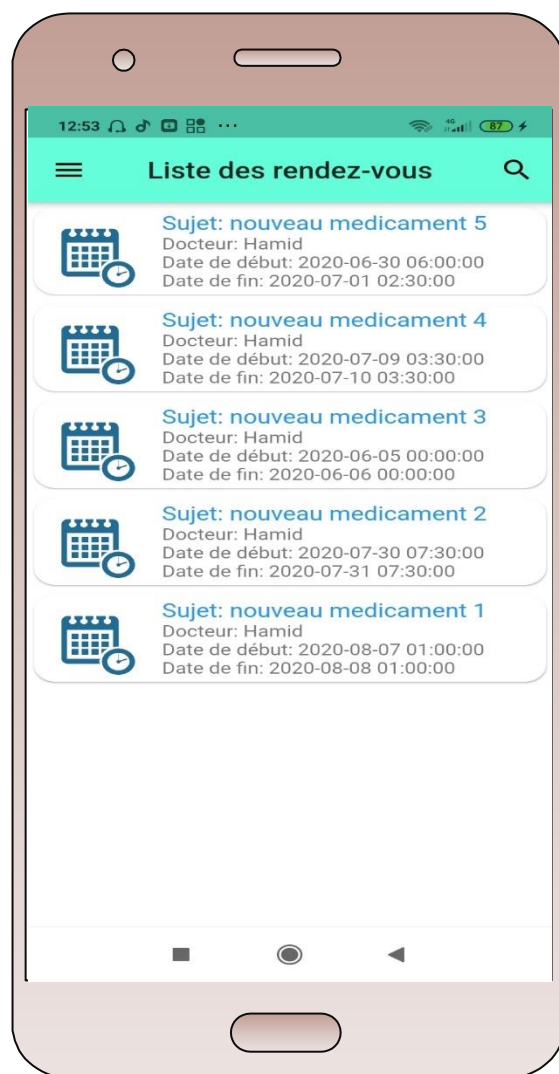 12:53 ... 4G 87
Liste des rendez-vous
Sujet: nouveau medicament 5
Docteur: Hamid
Date de début: 2020-06-30 06:00:00
Date de fin: 2020-07-01 02:30:00
Sujet: nouveau medicament 4
Docteur: Hamid
Date de début: 2020-07-09 03:30:00
Date de fin: 2020-07-10 03:30:00
Sujet: nouveau medicament 3
Docteur: Hamid
Date de début: 2020-06-05 00:00:00
Date de fin: 2020-06-06 00:00:00
Sujet: nouveau medicament 2
Docteur: Hamid
Date de début: 2020-07-30 07:30:00
Date de fin: 2020-07-31 07:30:00
Sujet: nouveau medicament 1
Docteur: Hamid
Date de début: 2020-08-07 01:00:00
Date de fin: 2020-08-08 01:00:00